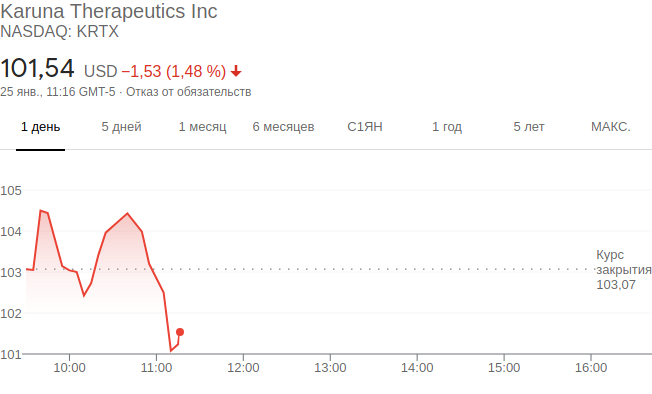 Karuna Therapeutics Inc
NASDAQ: KRTX
101,54 USD −1,53 (1,48 %)
25 янв., 11:16 GMT-5 · Отказ от обязательств
1 день 5 дней 1 месяц 6 месяцев С1ЯН 1 год 5 лет МАКС.
105
104
Курс
закрытия
103,07
103
102
101
10:00 11:00 12:00 13:00 14:00 15:00 16:00